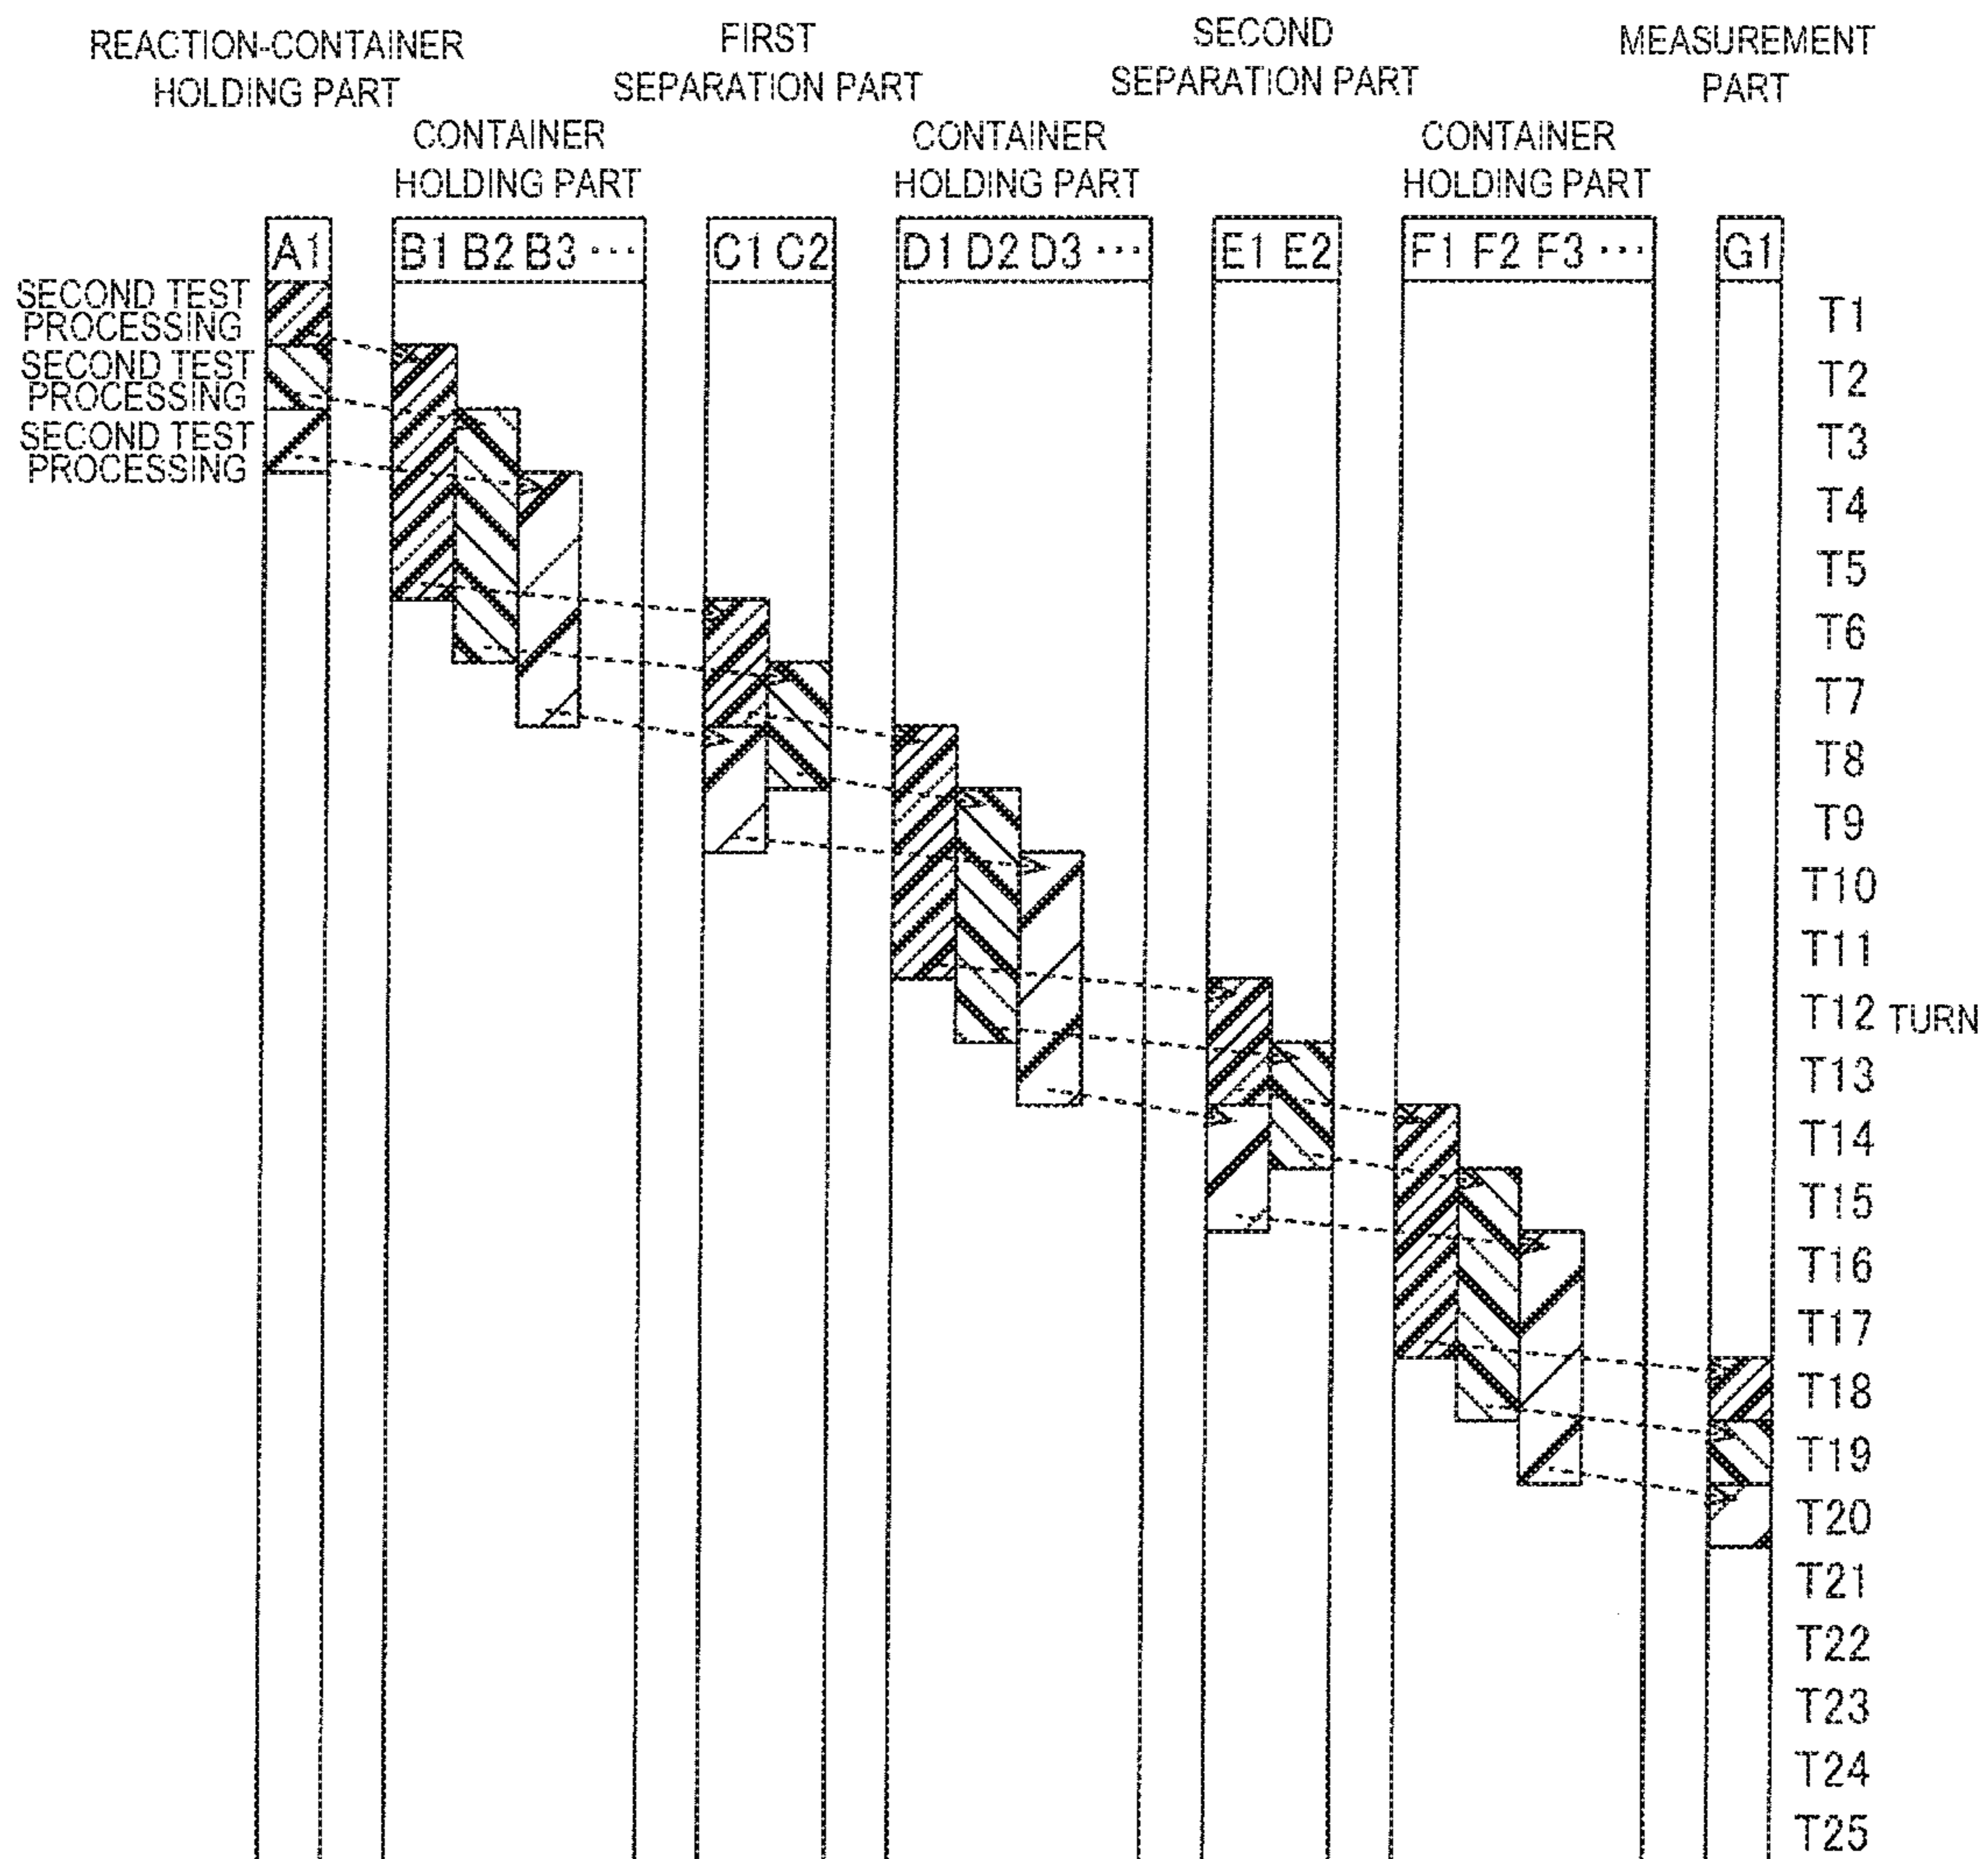 REACTION-CONTAINER
HOLDING PART
FIRST
SEPARATION PART
SECOND
SEPARATION PART
MEASUREMENT
PART
CONTAINER
HOLDING PART
CONTAINER
HOLDING PART
CONTAINER
HOLDING PART
A1
B1 B2 B3 ···
C1 C2
D1 D2 D3 ···
E1 E2
F1 F2 F3 ···
G1
SECOND TEST
PROCESSING
SECOND TEST
PROCESSING
SECOND TEST
PROCESSING
T1
T2
T3
T4
T5
T6
T7
T8
T9
T10
T11
T12 TURN
T13
T14
T15
T16
T17
T18
T19
T20
T21
T22
T23
T24
T25